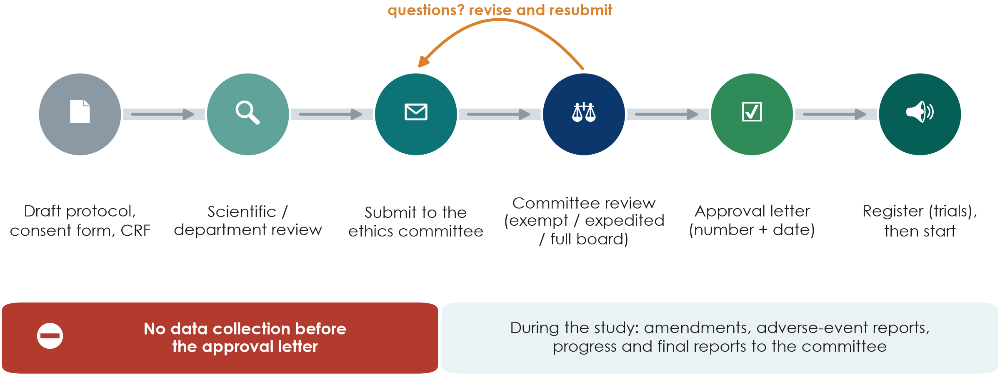 questions? revise and resubmit
Draft protocol,
consent form, CRF
Scientific /
department review
Submit to the
ethics committee
Committee review
(exempt / expedited
/ full board)
Approval letter
(number + date)
Register (trials),
then start
No data collection before
the approval letter
During the study: amendments, adverse-event reports,
progress and final reports to the committee